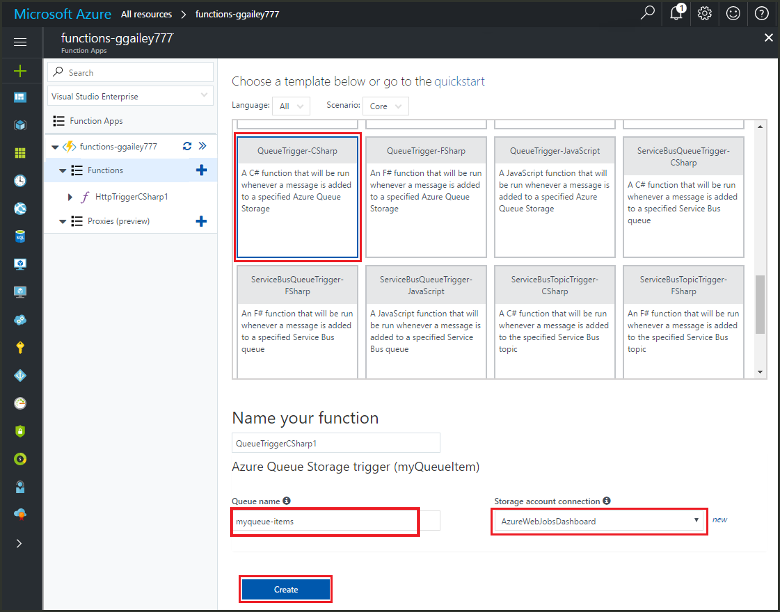 Microsoft Azure All resources > functions-ggailey777
1
functions-ggailey777
Function Apps
Search
Visual Studio Enterprise
Function Apps
functions-ggailey777
Functions
HttpTriggerCSharp1
Proxies (preview)
Choose a template below or go to the quickstart
Language: All Scenario: Core
QueueTrigger-CSharp
A C# function that will be run
whenever a message is added
to a specified Azure Queue
Storage
QueueTrigger-FSharp
An F# function that will be run
whenever a message is added
to a specified Azure Queue
Storage
QueueTrigger-JavaScript
A JavaScript function that will
be run whenever a message is
added to a specified Azure
Queue Storage
ServiceBusQueueTrigger-
CSharp
A C# function that will be run
whenever a message is added
to a specified Service Bus
queue
ServiceBusQueueTrigger-
FSharp
An F# function that will be run
whenever a message is added
to a specified Service Bus
queue
ServiceBusQueueTrigger-
JavaScript
A JavaScript function that will
be run whenever a message is
added to a specified Service
Bus queue
ServiceBusTopicTrigger-
CSharp
A C# function that will be run
whenever a message is added
to the specified Service Bus
topic
ServiceBusTopicTrigger-
FSharp
An F# function that will be run
whenever a message is added
to the specified Service Bus
topic
Name your function
QueueTriggerCSharp1
Azure Queue Storage trigger (myQueueItem)
Queue name
myqueue-items
Storage account connection
AzureWebJobsDashboard
new
Create